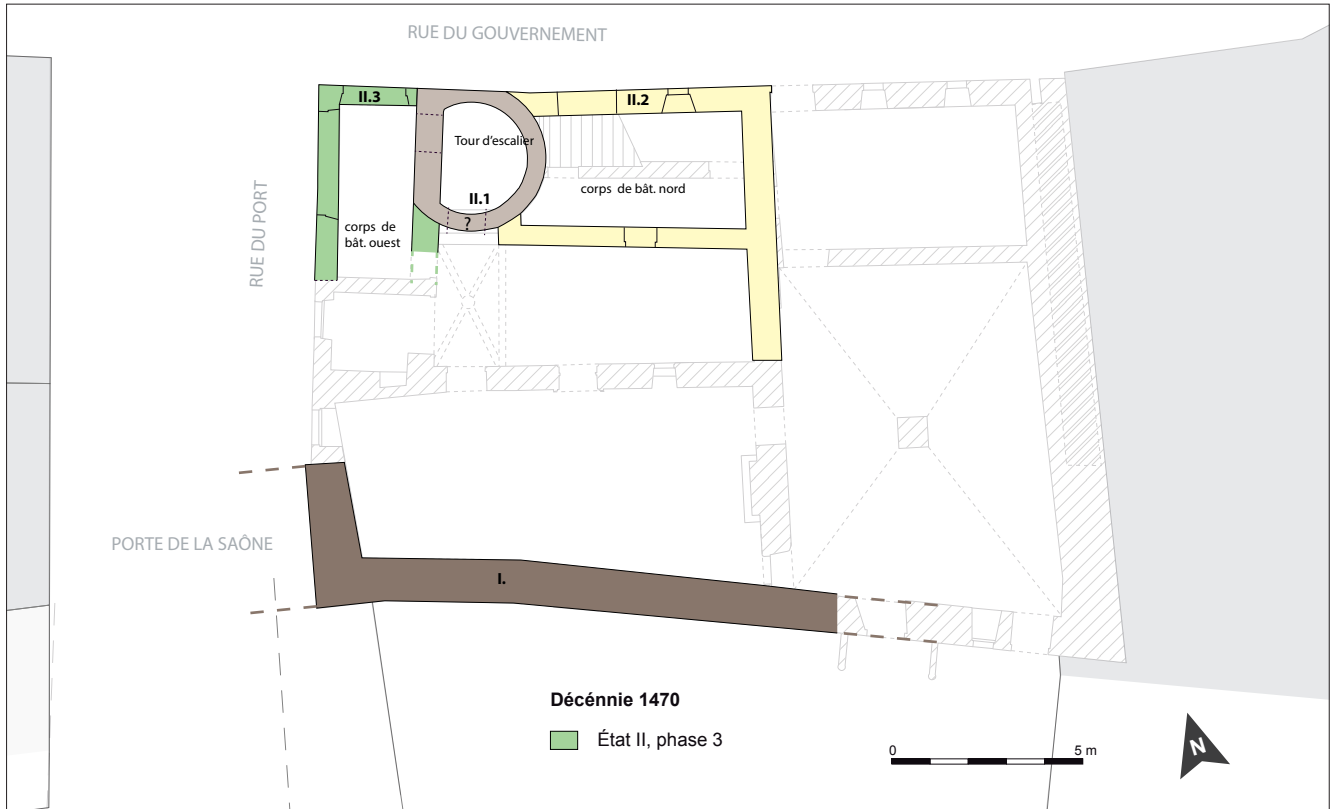 RUE DU GOUVERNEMENT
II.3
II.2
Tour d'escalier
corps de bât. nord
II.1
?
RUE DU PORT
corps de
bât. ouest
PORTE DE LA SAÔNE
I.
Décénnie 1470
État II, phase 3
0
5 m
N